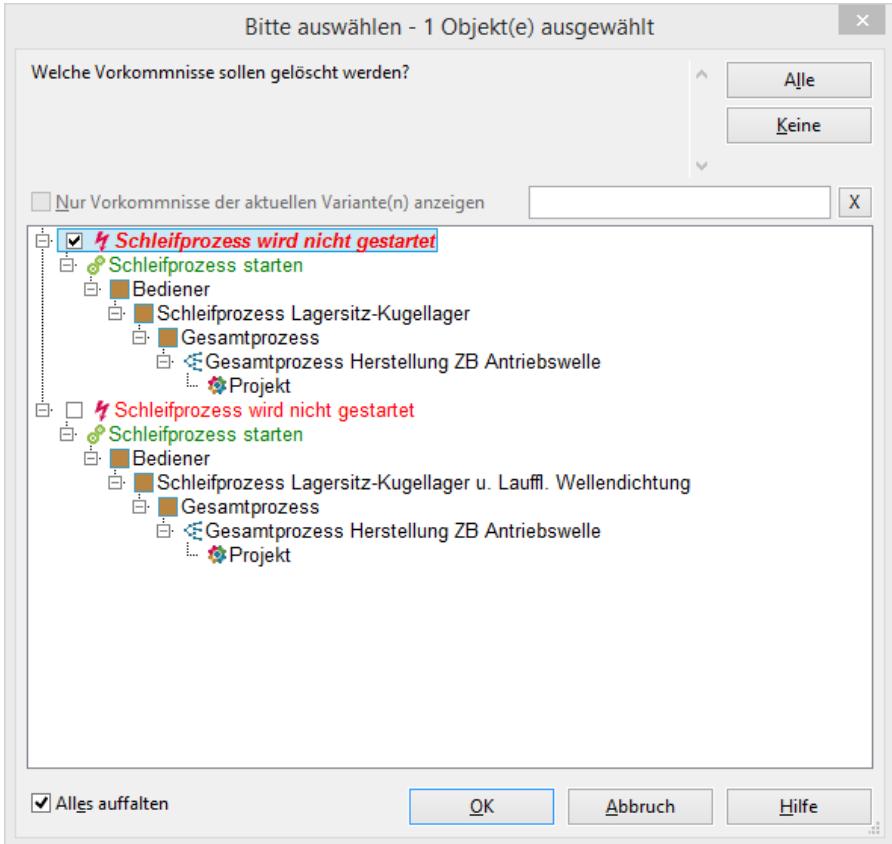 Bitte auswählen - 1 Objekt(e) ausgewählt
Welche Vorkommnisse sollen gelöscht werden?
Alle
Keine
Nur Vorkommnisse der aktuellen Variante(n) anzeigen
X
Schleifprozess wird nicht gestartet
Schleifprozess starten
Bediener
Schleifprozess Lagersitz-Kugellager
Gesamtprozess
Gesamtprozess Herstellung ZB Antriebswelle
Projekt
Schleifprozess wird nicht gestartet
Schleifprozess starten
Bediener
Schleifprozess Lagersitz-Kugellager u. Lauffl. Wellendichtung
Gesamtprozess
Gesamtprozess Herstellung ZB Antriebswelle
Projekt
Alles auffalten
OK
Abbruch
Hilfe